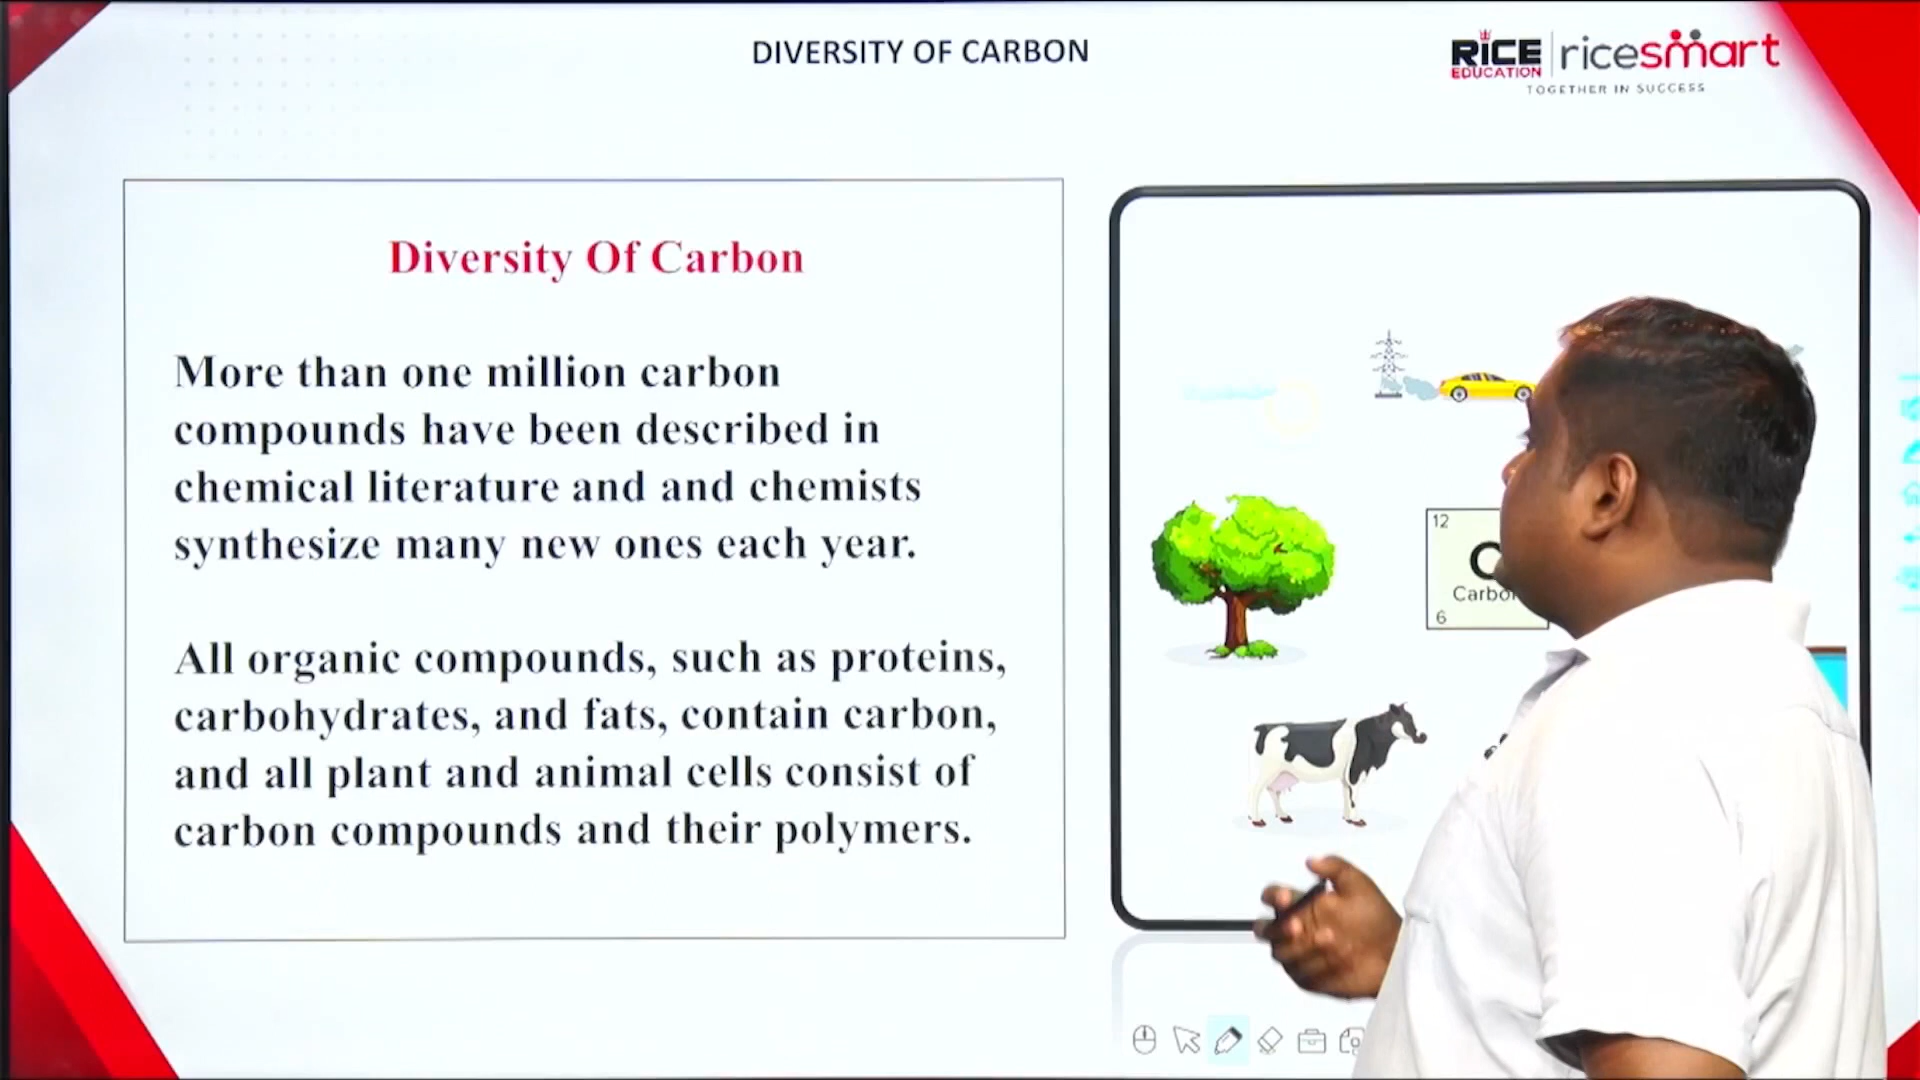 DIVERSITY OF CARBON
RICE
EDUCATION
ricesmart
TOGETHER IN SUCCESS
Diversity Of Carbon
More than one million carbon
compounds have been described in
chemical literature and and chemists
synthesize many new ones each year.
All organic compounds, such as proteins,
carbohydrates, and fats, contain carbon,
and all plant and animal cells consist of
carbon compounds and their polymers.
12
C
6